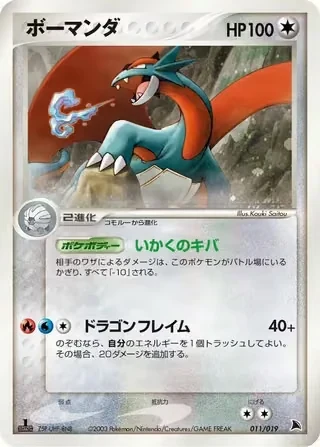 ボーマンダ HP100
Illus.Kouki Saitou
2進化 コモルーから進化
ポケボディー いかくのキバ
相手のワザによるダメージは、このポケモンがバトル場にいる
かぎり、すべて「-10」される。
ドラゴンフレイム 40+
のぞむなら、自分のエネルギーを1個トラッシュしてよい。
その場合、20ダメージを追加する。
弱点 抵抗力 にげる
1
©2003 Pokémon/Nintendo/Creatures/GAME FREAK. 011/019